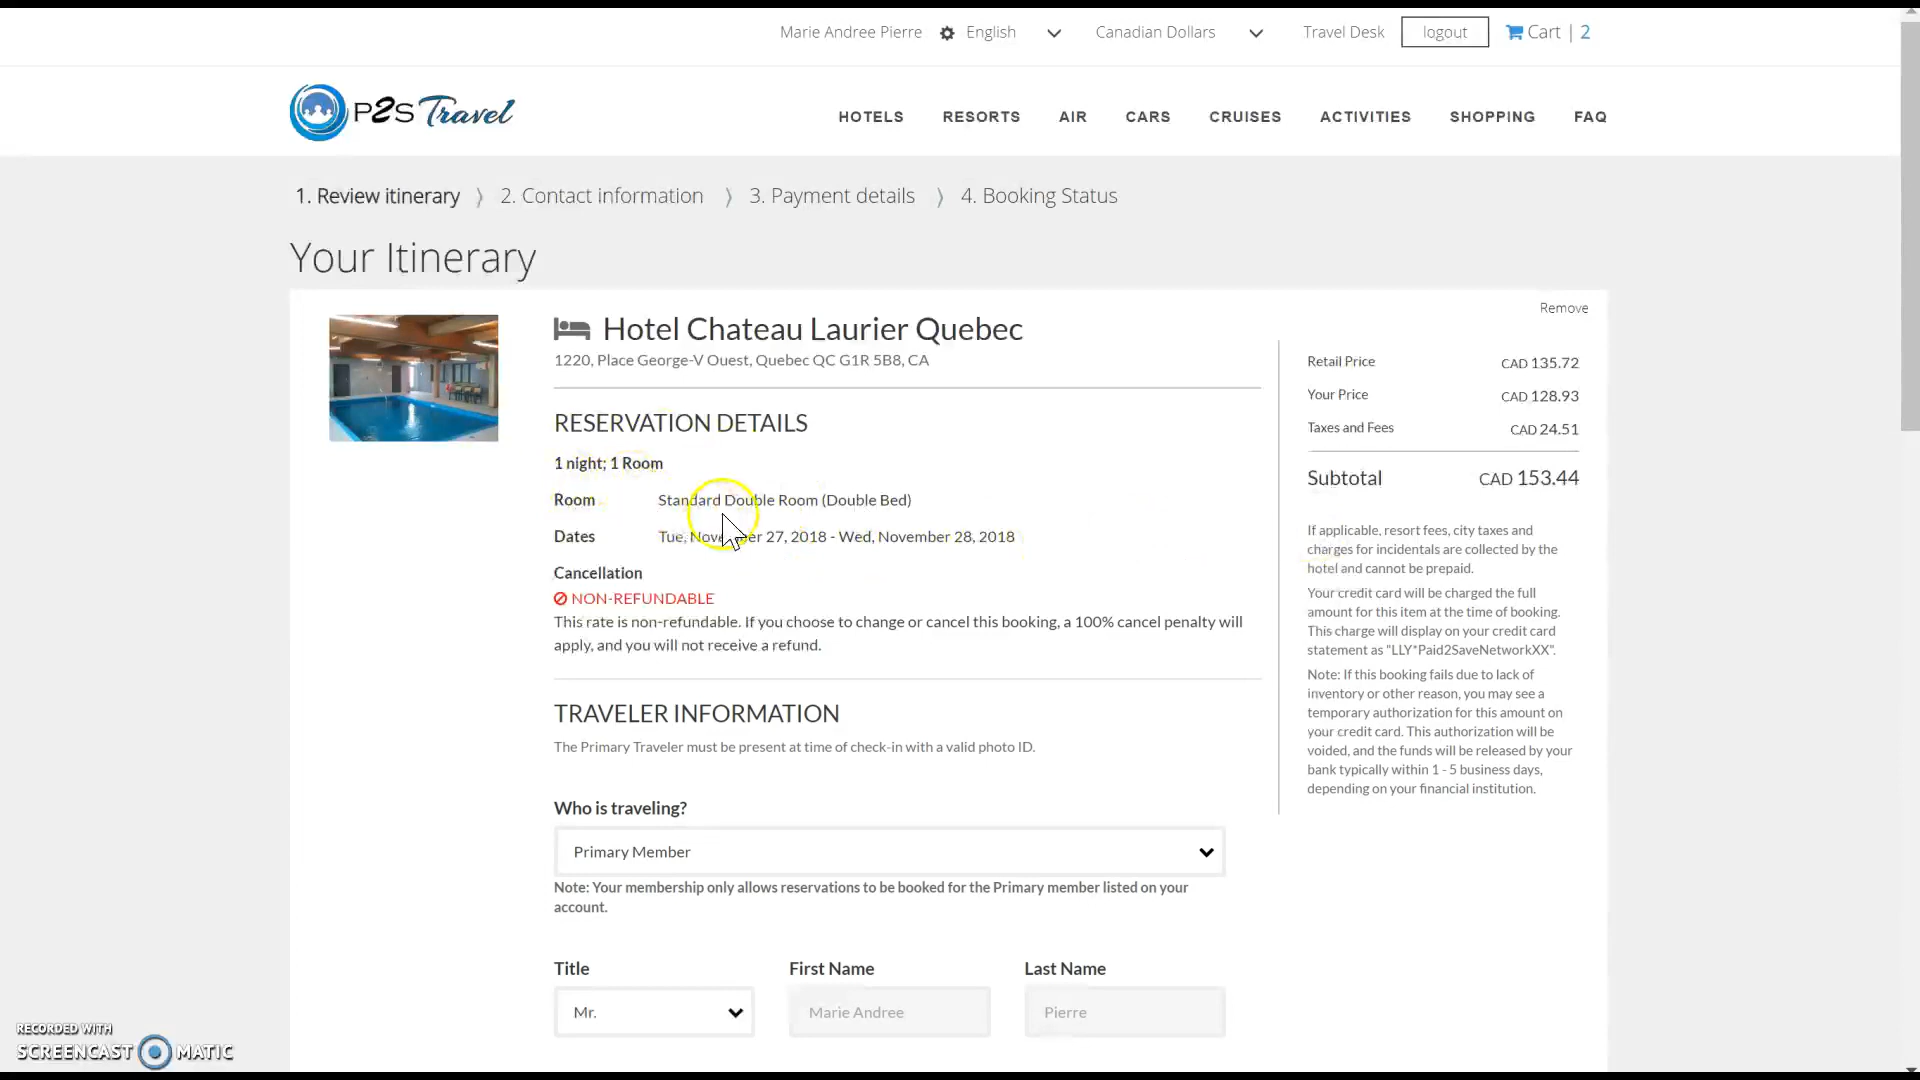 Marie Andree Pierre English Canadian Dollars Travel Desk logout Cart | 2
P2S Travel
HOTELS RESORTS AIR CARS CRUISES ACTIVITIES SHOPPING FAQ
1. Review itinerary 2. Contact information 3. Payment details 4. Booking Status
Your Itinerary
Remove
Hotel Chateau Laurier Quebec
1220, Place George-V Ouest, Quebec QC G1R 5B8, CA
RESERVATION DETAILS
1 night; 1 Room
Room Standard Double Room (Double Bed)
Dates Tue, November 27, 2018 - Wed, November 28, 2018
Cancellation
NON-REFUNDABLE
This rate is non-refundable. If you choose to change or cancel this booking, a 100% cancel penalty will
apply, and you will not receive a refund.
Retail Price CAD 135.72
Your Price CAD 128.93
Taxes and Fees CAD 24.51
Subtotal CAD 153.44
If applicable, resort fees, city taxes and
charges for incidentals are collected by the
hotel and cannot be prepaid.
Your credit card will be charged the full
amount for this item at the time of booking.
This charge will display on your credit card
statement as "LLY*Paid2SaveNetworkXX".
Note: If this booking fails due to lack of
inventory or other reason, you may see a
temporary authorization for this amount on
your credit card. This authorization will be
voided, and the funds will be released by your
bank typically within 1 - 5 business days,
depending on your financial institution.
TRAVELER INFORMATION
The Primary Traveler must be present at time of check-in with a valid photo ID.
Who is traveling?
Primary Member
Note: Your membership only allows reservations to be booked for the Primary member listed on your
account.
Title First Name Last Name
Mr. Marie Andree Pierre
RECORDED WITH
SCREENCAST MATIC